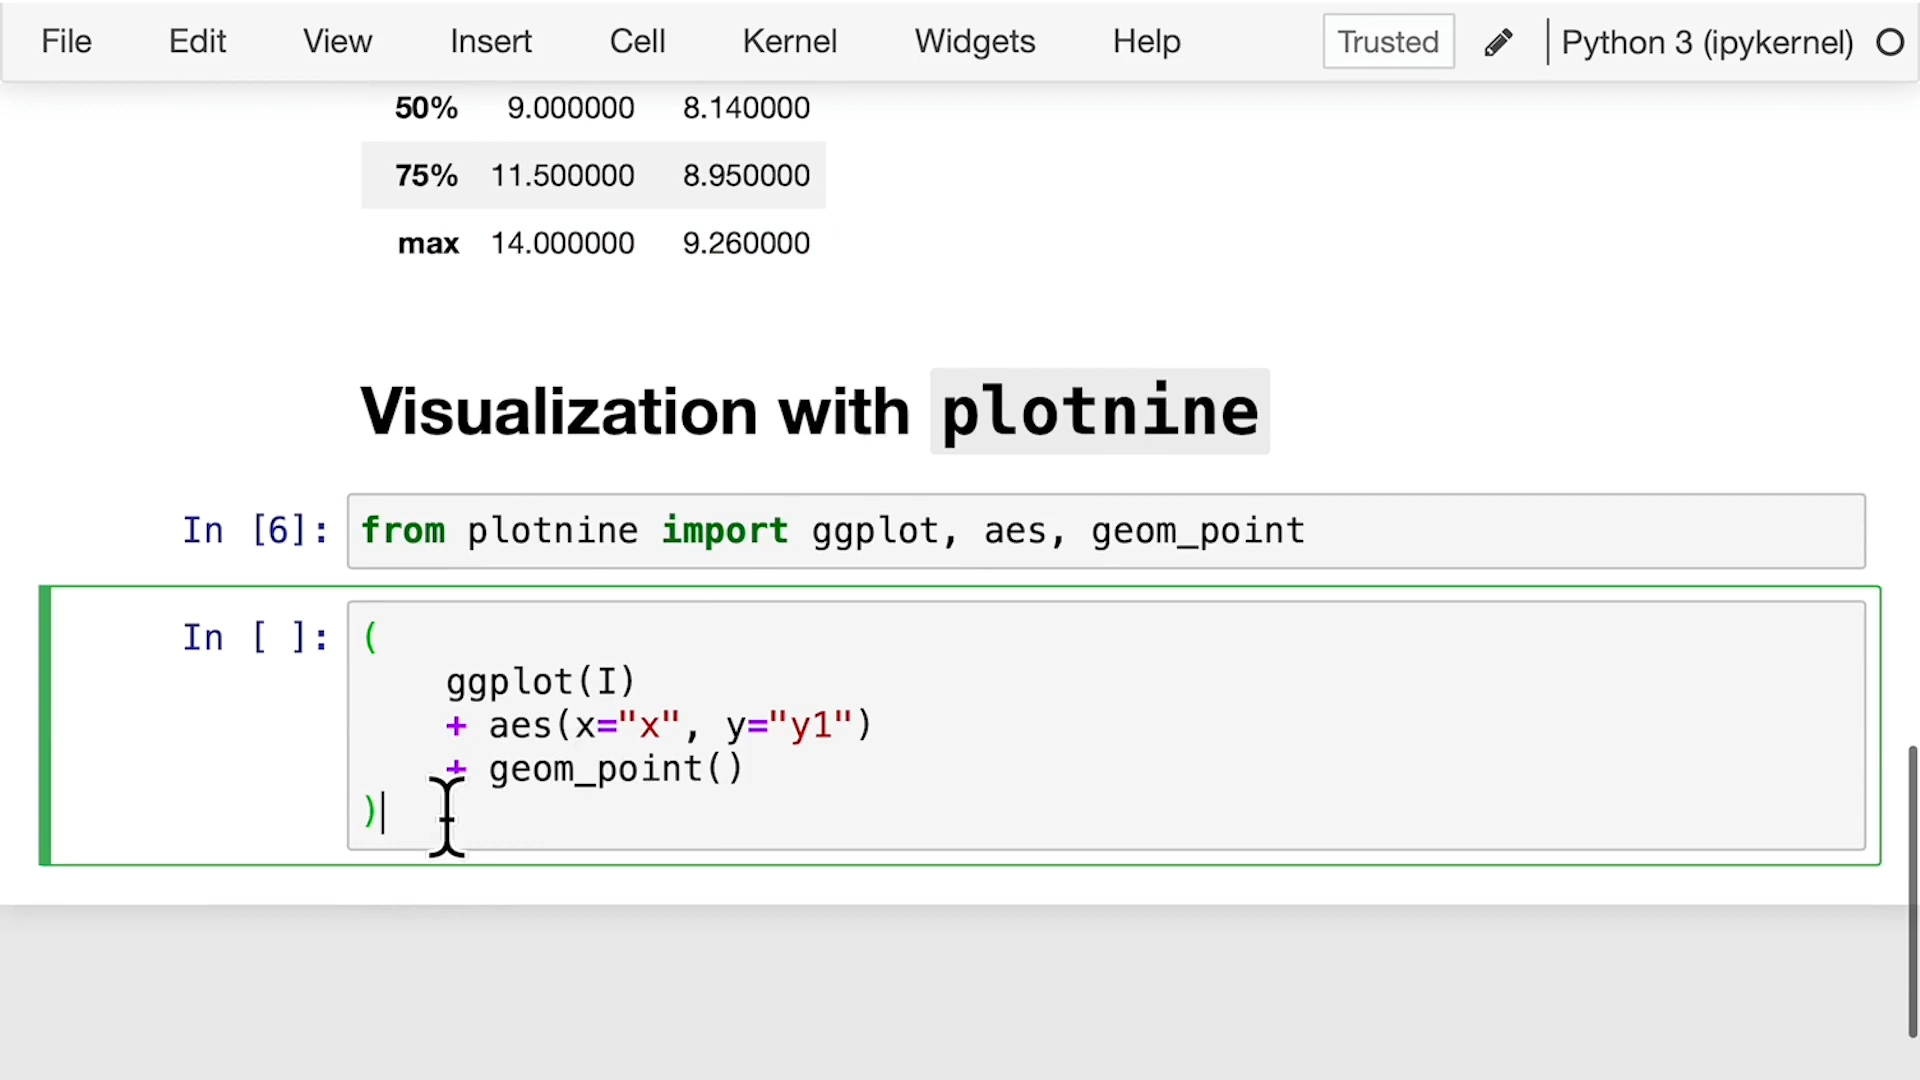 File Edit View Insert Cell Kernel Widgets Help Trusted Python 3 (ipykernel)
50% 9.000000 8.140000
75% 11.500000 8.950000
max 14.000000 9.260000
Visualization with plotnine
In [6]: from plotnine import ggplot, aes, geom_point
In [ ]: (
ggplot(I)
+ aes(x="x", y="y1")
+ geom_point()
)